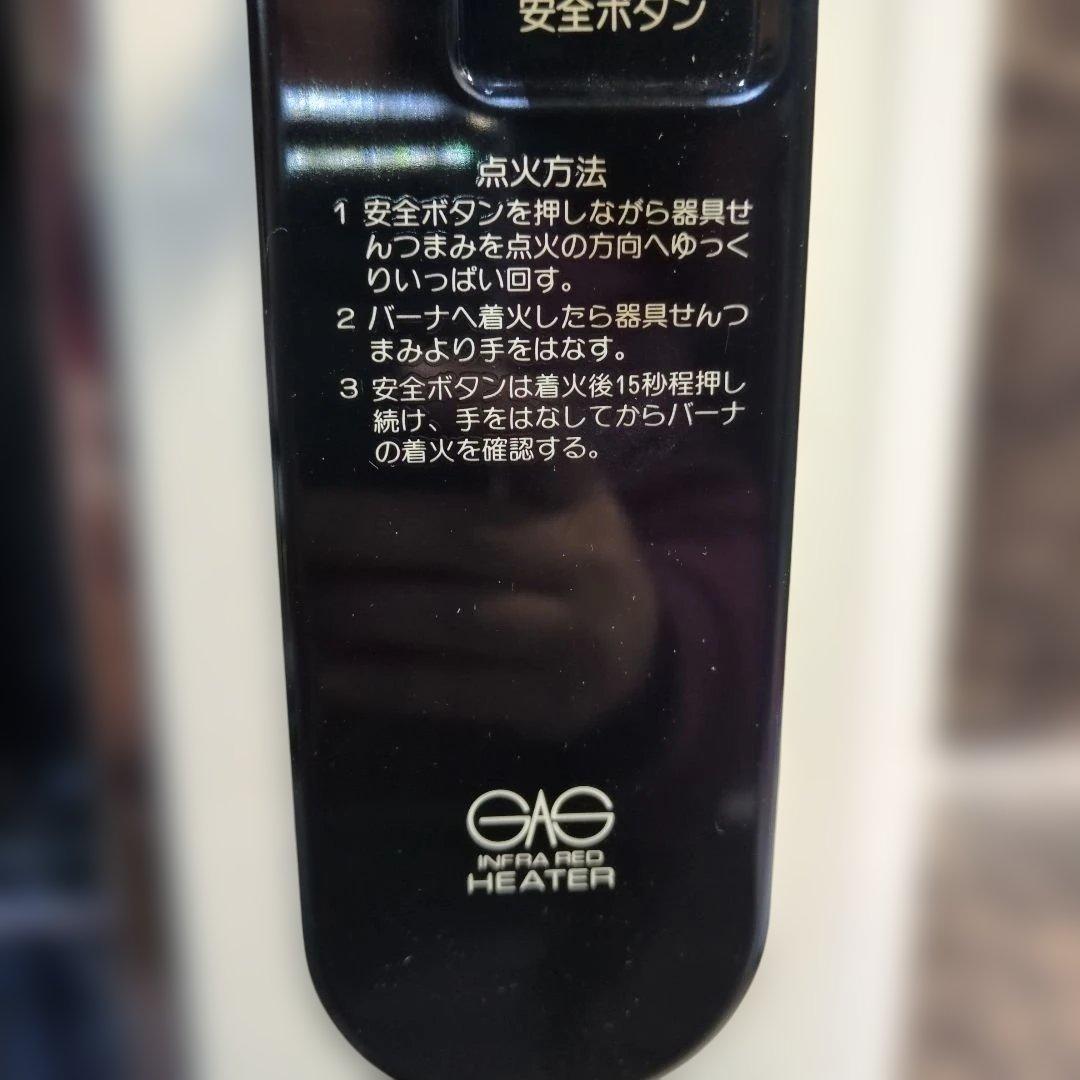 安全ボタン
点火方法
1 安全ボタンを押しながら器具せ
んつまみを点火の方向へゆっく
りいっぱい回す。
2 バーナへ着火したら器具せんつ
まみより手をはなす。
3 安全ボタンは着火後15秒程押し
続け、手をはなしてからバーナ
の着火を確認する。
GAS
INFRA RED
HEATER